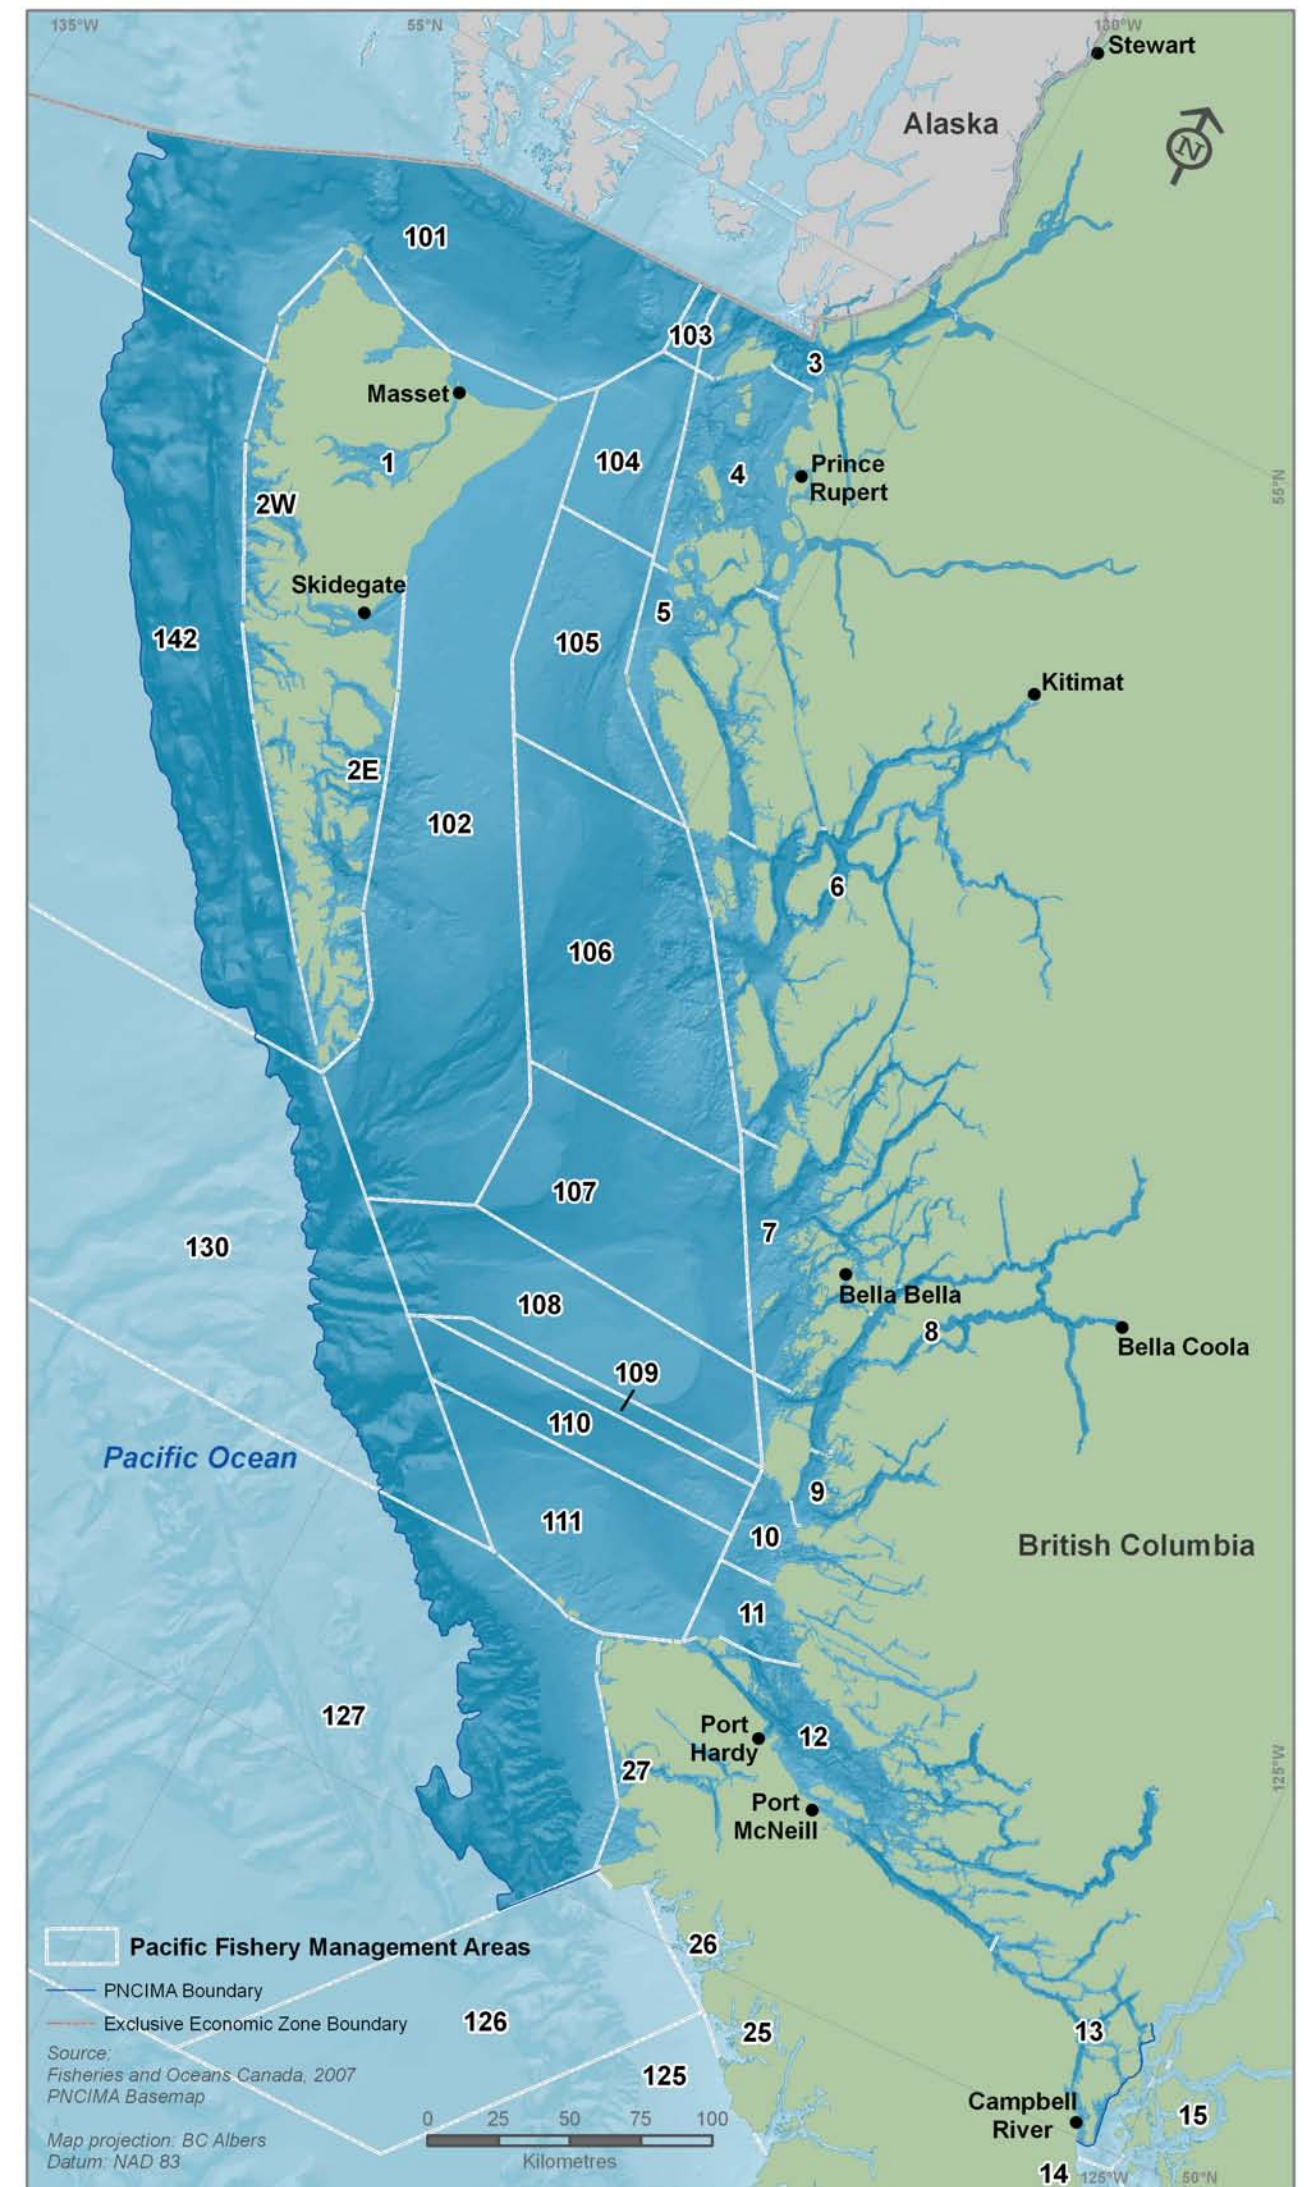 135°W
55°N
130°W
Stewart
Alaska
N
101
103
3
Masset
1
104
4
Prince
Rupert
55°N
2W
Skidegate
142
105
5
Kitimat
2E
102
6
106
107
7
130
Bella Bella
108
8
Bella Coola
109
110
Pacific Ocean
9
111
10
British Columbia
11
127
Port
Hardy
12
27
Port
McNeill
125°W
Pacific Fishery Management Areas
26
PNCIMA Boundary
Exclusive Economic Zone Boundary
126
25
13
Source:
Fisheries and Oceans Canada, 2007
PNCIMA Basemap
125
Campbell
River
15
0 25 50 75 100
Kilometres
Map projection: BC Albers
Datum: NAD 83
14
125°W
50°N